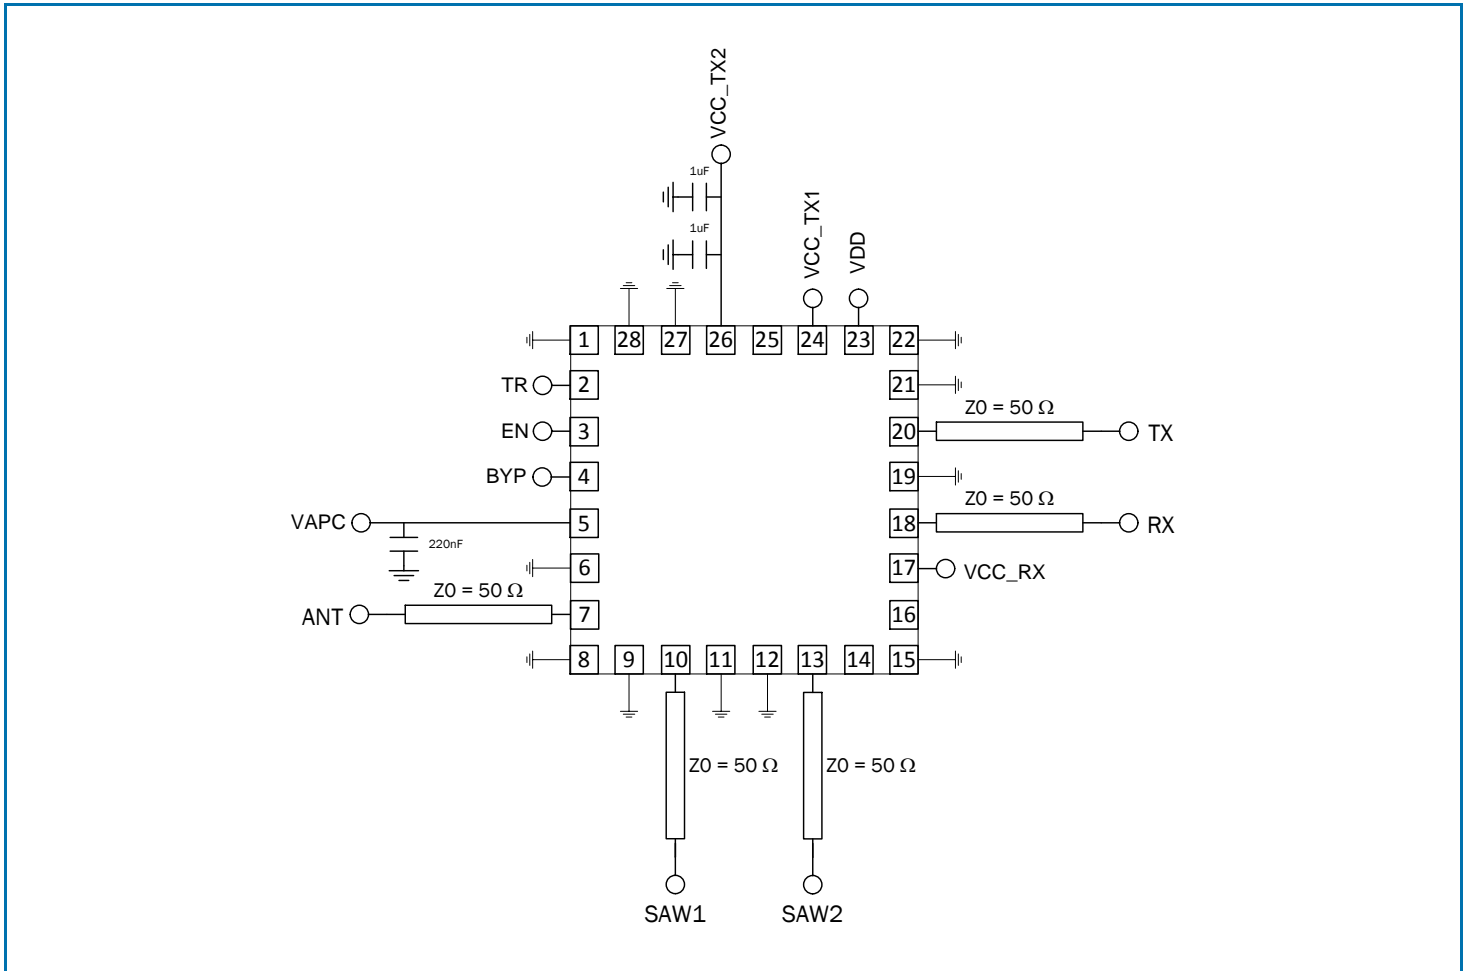 VCC_TX2
1uF
1uF
VCC_TX1
VDD
1
28
27
26
25
24
23
22
TR
2
21
Z0 = 50 Ω
EN
3
20
TX
BYP
4
19
Z0 = 50 Ω
VAPC
5
18
RX
220nF
6
17
VCC_RX
Z0 = 50 Ω
ANT
7
16
8
9
10
11
12
13
14
15
Z0 = 50 Ω
Z0 = 50 Ω
SAW1
SAW2